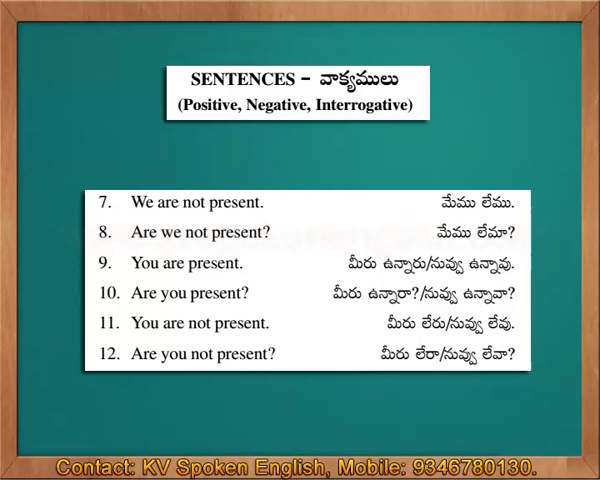 SENTENCES – వాక్యములు
(Positive, Negative, Interrogative)
7. We are not present. మేము లేము.
8. Are we not present? మేము లేమా?
9. You are present. మీరు ఉన్నారు/నువ్వు ఉన్నావు.
10. Are you present? మీరు ఉన్నారా?/నువ్వు ఉన్నావా?
11. You are not present. మీరు లేరు/నువ్వు లేవు.
12. Are you not present? మీరు లేరా/నువ్వు లేవా?
Contact: KV Spoken English, Mobile: 9346780130.